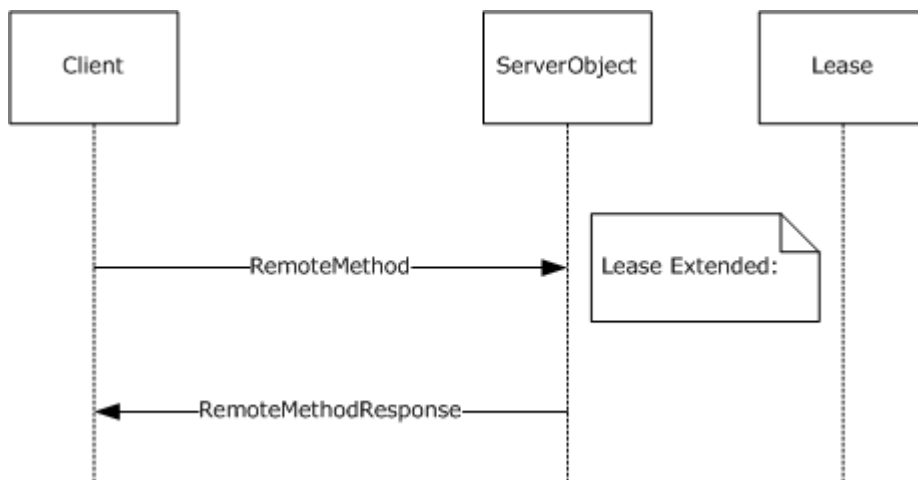 Client
ServerObject
Lease
RemoteMethod
Lease Extended:
RemoteMethodResponse